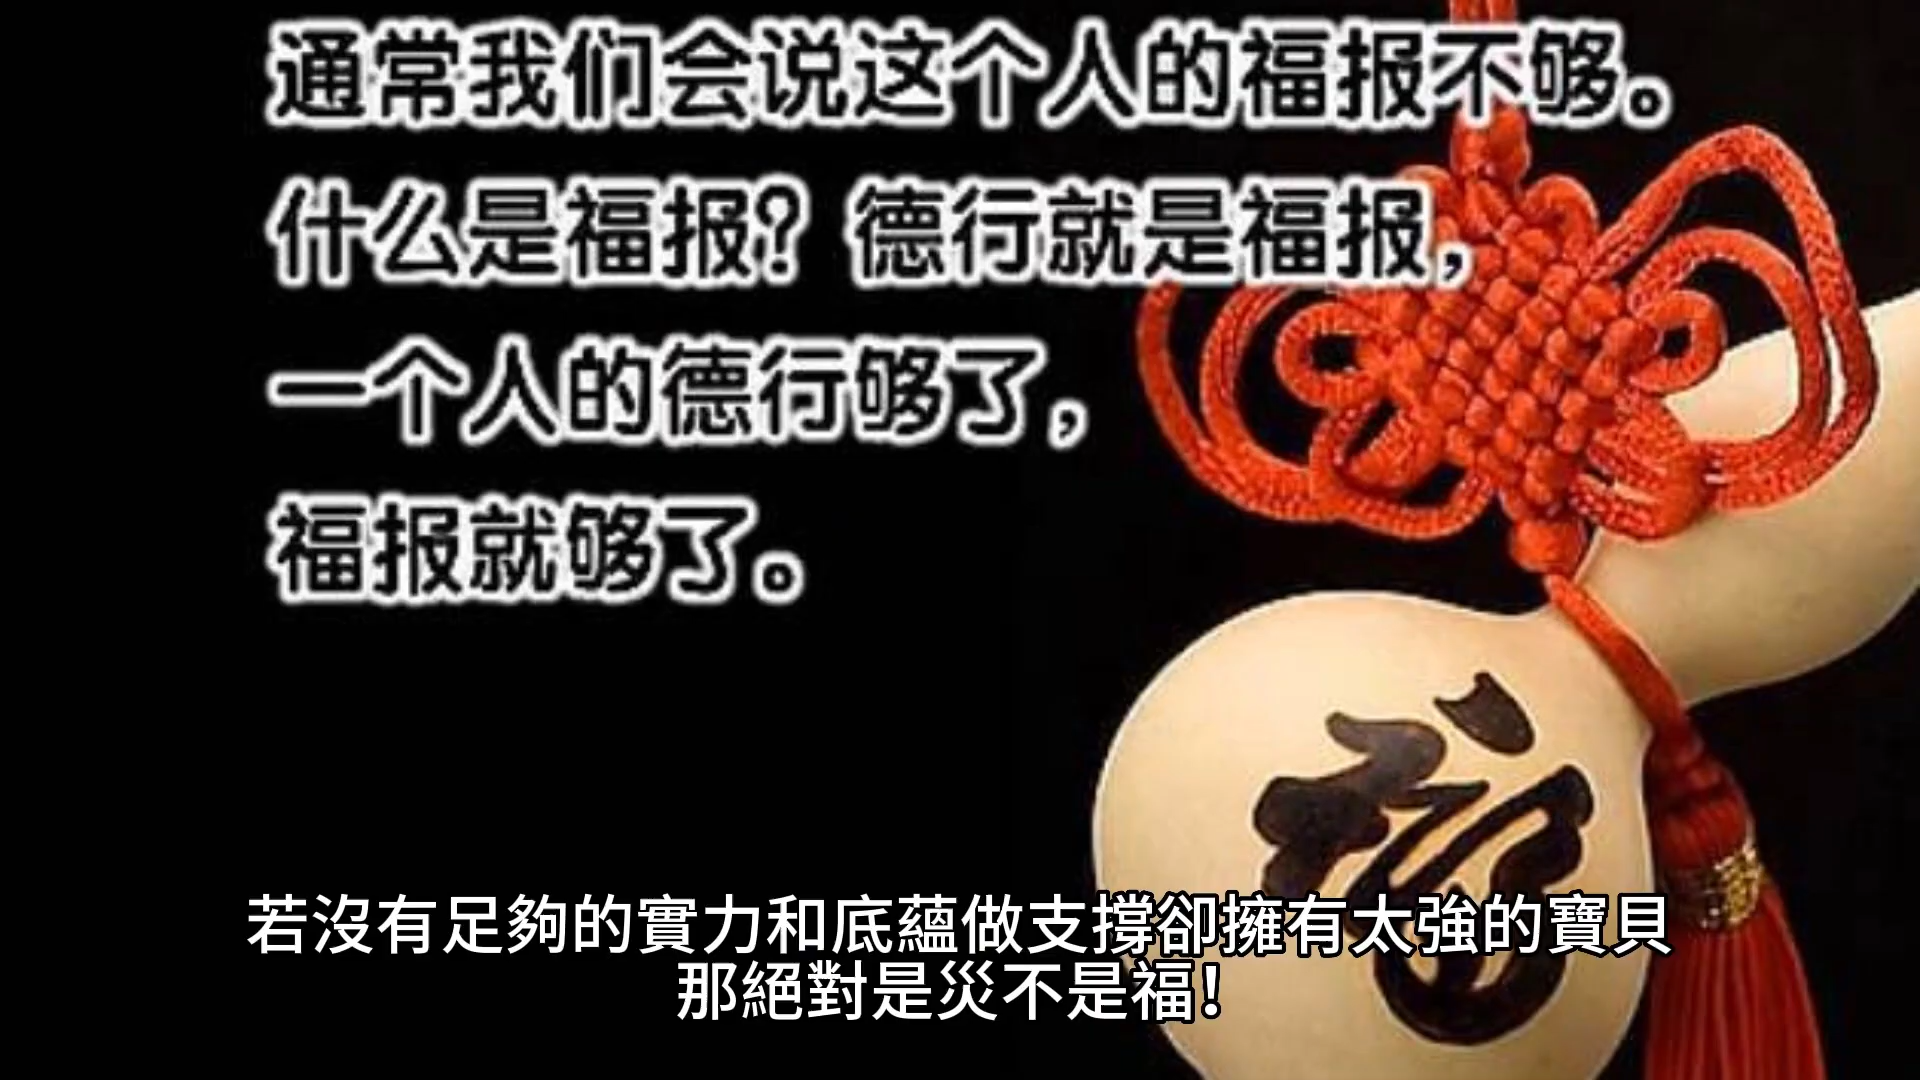 通常我们会说这个人的福报不够。
什么是福报？德行就是福报，
一个人的德行够了，
福报就够了。
若沒有足夠的實力和底蘊做支撐卻擁有太強的寶貝
那絕對是災不是福！